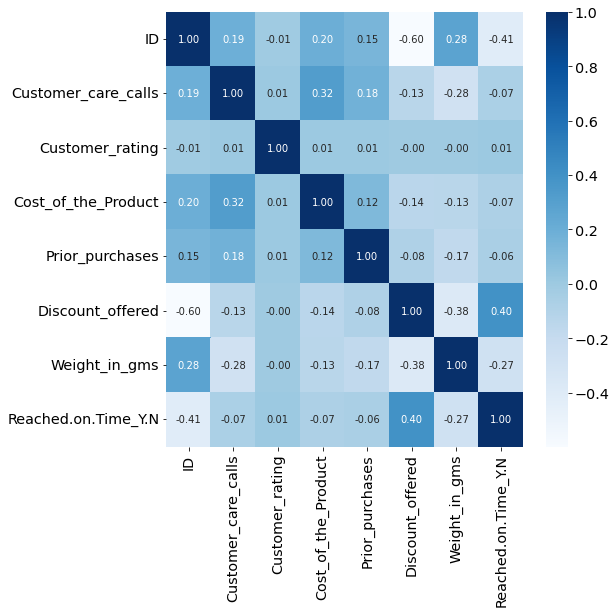 ID 1.00 0.19 -0.01 0.20 0.15 -0.60 0.28 -0.41
Customer_care_calls 0.19 1.00 0.01 0.32 0.18 -0.13 -0.28 -0.07
Customer_rating -0.01 0.01 1.00 0.01 0.01 -0.00 -0.00 0.01
Cost_of_the_Product 0.20 0.32 0.01 1.00 0.12 -0.14 -0.13 -0.07
Prior_purchases 0.15 0.18 0.01 0.12 1.00 -0.08 -0.17 -0.06
Discount_offered -0.60 -0.13 -0.00 -0.14 -0.08 1.00 -0.38 0.40
Weight_in_gms 0.28 -0.28 -0.00 -0.13 -0.17 -0.38 1.00 -0.27
Reached.on.Time_Y.N -0.41 -0.07 0.01 -0.07 -0.06 0.40 -0.27 1.00
ID
Customer_care_calls
Customer_rating
Cost_of_the_Product
Prior_purchases
Discount_offered
Weight_in_gms
Reached.on.Time_Y.N
1.0
0.8
0.6
0.4
0.2
0.0
−0.2
−0.4